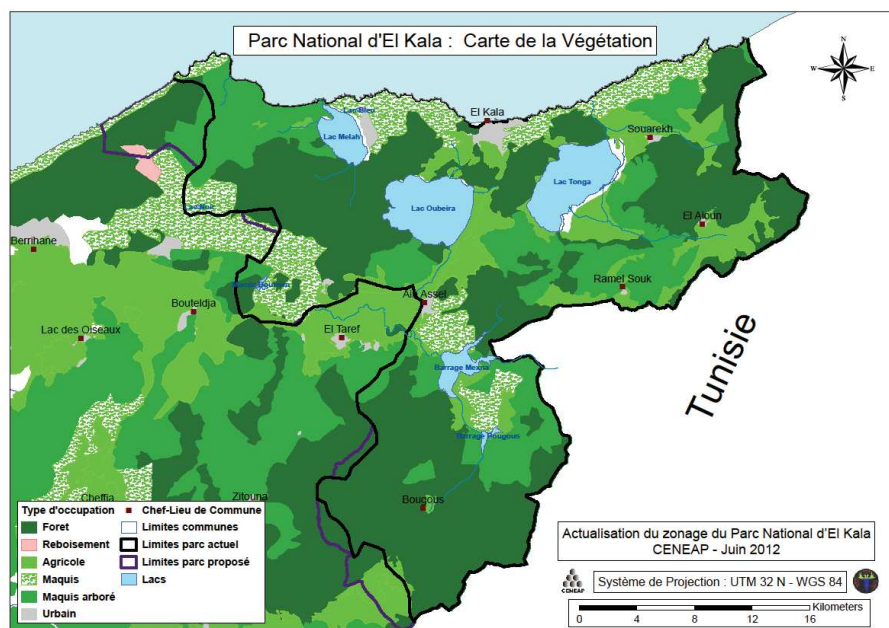 Parc National d'El Kala : Carte de la Végétation
N
W
E
S
Lac Bleu
El Kala
Lac Melah
Souarekh
Lac Tonga
Lac Noir
Lac Oubeira
El Aioun
Berrihane
Ramel Souk
Bouteldja
Ain Assel
Lac des Oiseaux
El Taref
Tunisie
Barrage Mexna
Barrage Bougous
Cheffia
Zitouna
Bougous
Type d'occupation
Foret
Reboisement
Agricole
Maquis
Maquis arboré
Urbain
Chef-Lieu de Commune
Limites communes
Limites parc actuel
Limites parc proposé
Lacs
Actualisation du zonage du Parc National d'El Kala
CENEAP - Juin 2012
CENEAP
Système de Projection : UTM 32 N - WGS 84
Kilometers
0 4 8 12 16